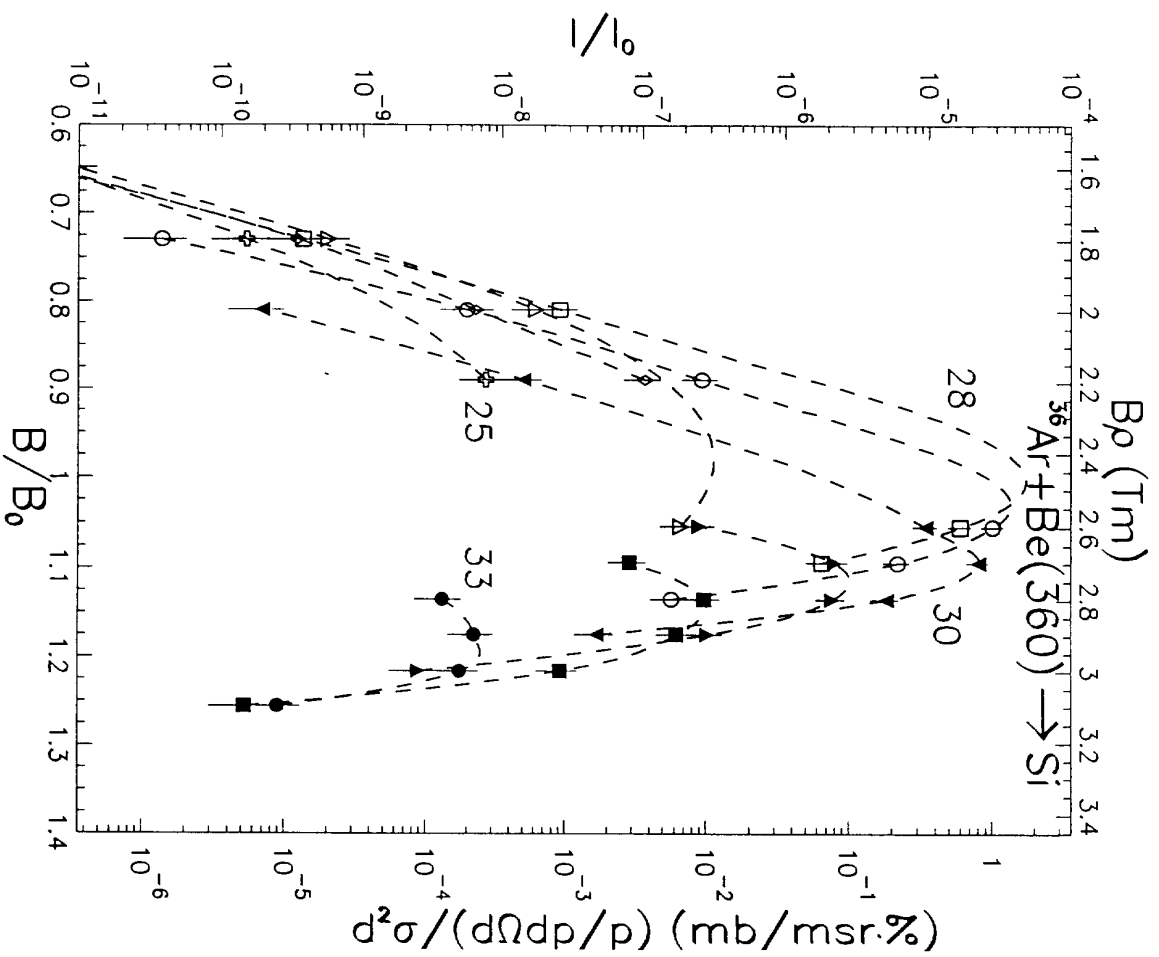 Bρ (Tm)
1.6 1.8 2 2.2 2.4 2.6 2.8 3 3.2 3.4
³⁶Ar+Be(360)→Si
I/I₀
10⁻⁴
10⁻⁵
10⁻⁶
10⁻⁷
10⁻⁸
10⁻⁹
10⁻¹⁰
10⁻¹¹
28
30
25
33
d²σ/(dΩdp/p) (mb/msr.%)
1
10⁻¹
10⁻²
10⁻³
10⁻⁴
10⁻⁵
10⁻⁶
0.6 0.7 0.8 0.9 1 1.1 1.2 1.3 1.4
B/B₀